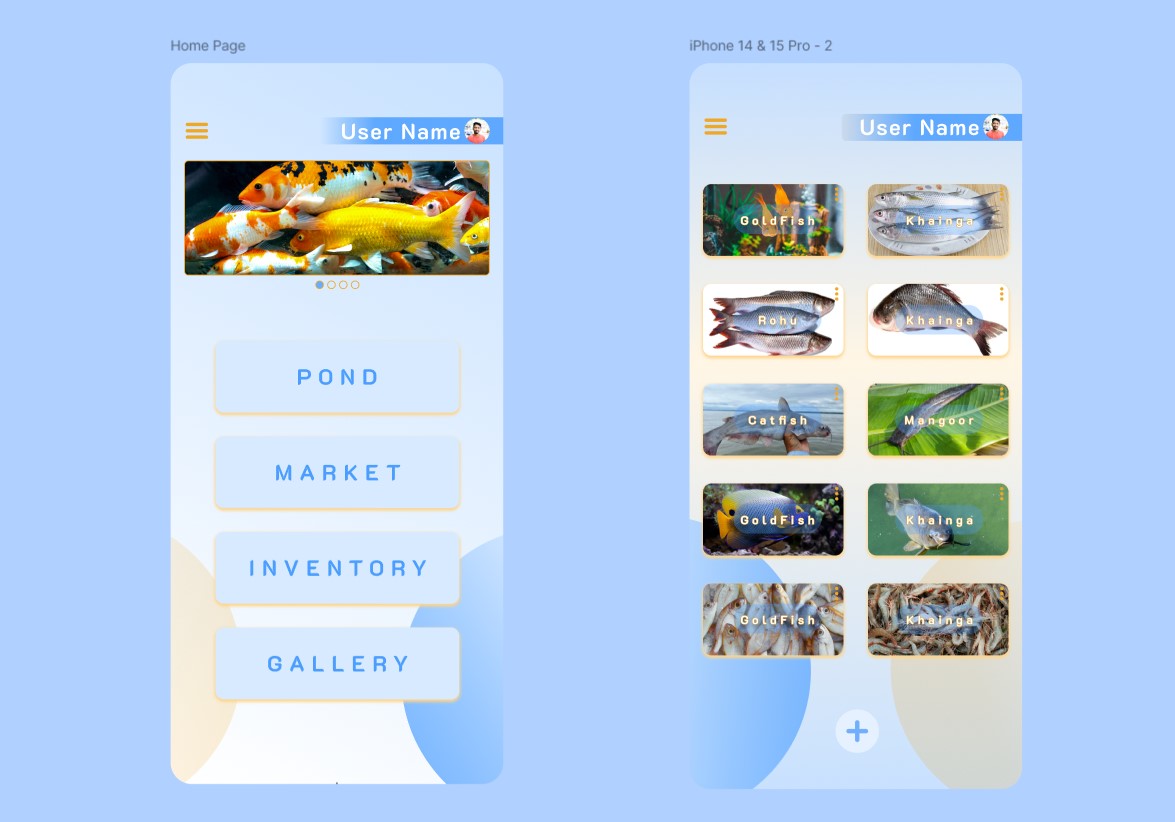 Home Page
User Name
POND
MARKET
INVENTORY
GALLERY
iPhone 14 & 15 Pro - 2
User Name
GoldFish
Khainga
Rohu
Khainga
Catfish
Mangoor
GoldFish
Khainga
GoldFish
Khainga